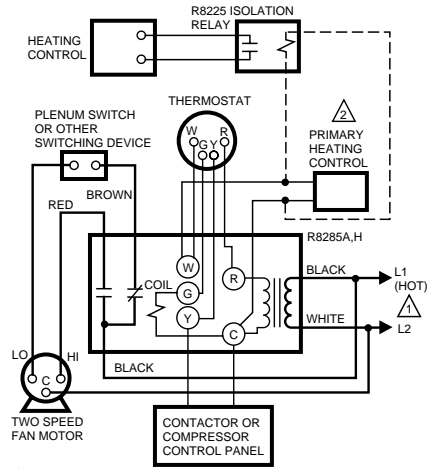 R8225 ISOLATION
RELAY
HEATING
CONTROL
THERMOSTAT
PLENUM SWITCH
OR OTHER
SWITCHING DEVICE
W
R
G
Y
2
PRIMARY
HEATING
CONTROL
BROWN
RED
R8285A,H
W
COIL
G
Y
R
C
BLACK
L1
(HOT)
1
WHITE
L2
LO
HI
C
BLACK
TWO SPEED
FAN MOTOR
CONTACTOR OR
COMPRESSOR
CONTROL PANEL